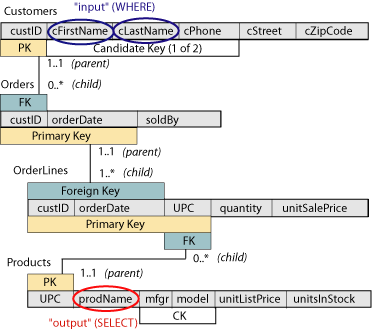 "input" (WHERE)
Customers
custID cFirstName cLastName cPhone cStreet cZipCode
PK Candidate Key (1 of 2)
1..1 (parent)
Orders 0..* (child)
FK
custID orderDate soldBy
Primary Key
1..1 (parent)
OrderLines 1..* (child)
Foreign Key
custID orderDate UPC quantity unitSalePrice
Primary Key
FK
0..* (child)
Products
PK 1..1 (parent)
UPC prodName mfgr model unitListPrice unitsInStock
CK
"output" (SELECT)